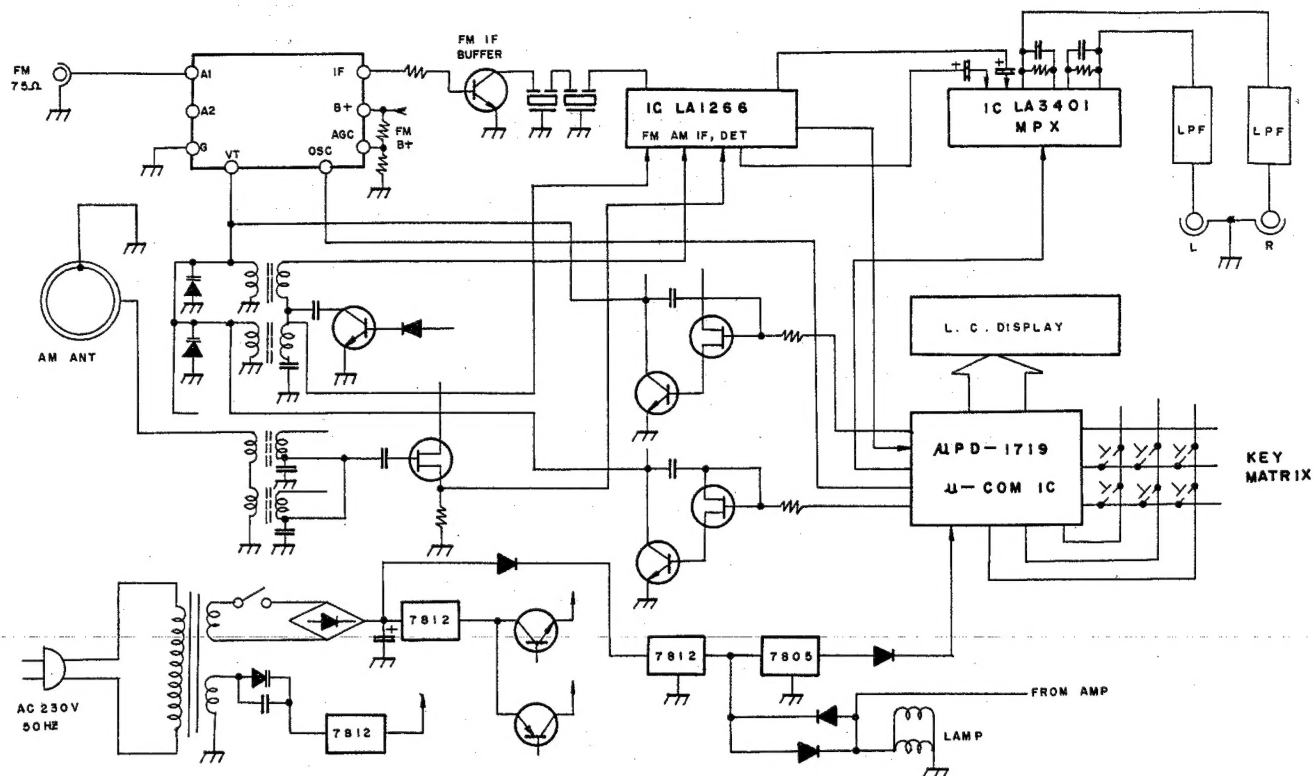 FM IF
BUFFER
FM
75Ω
A1
IF
A2
B+
AGC
FM
B+
G
VT
OSC
IC LA1266
FM AM IF, DET
+
+
IC LA3401
MPX
LPF
LPF
L
R
AM ANT
L. C. DISPLAY
μPD-1719
μ-COM IC
KEY
MATRIX
+
7812
7812
7805
AC 230V
50HZ
7812
FROM AMP
LAMP